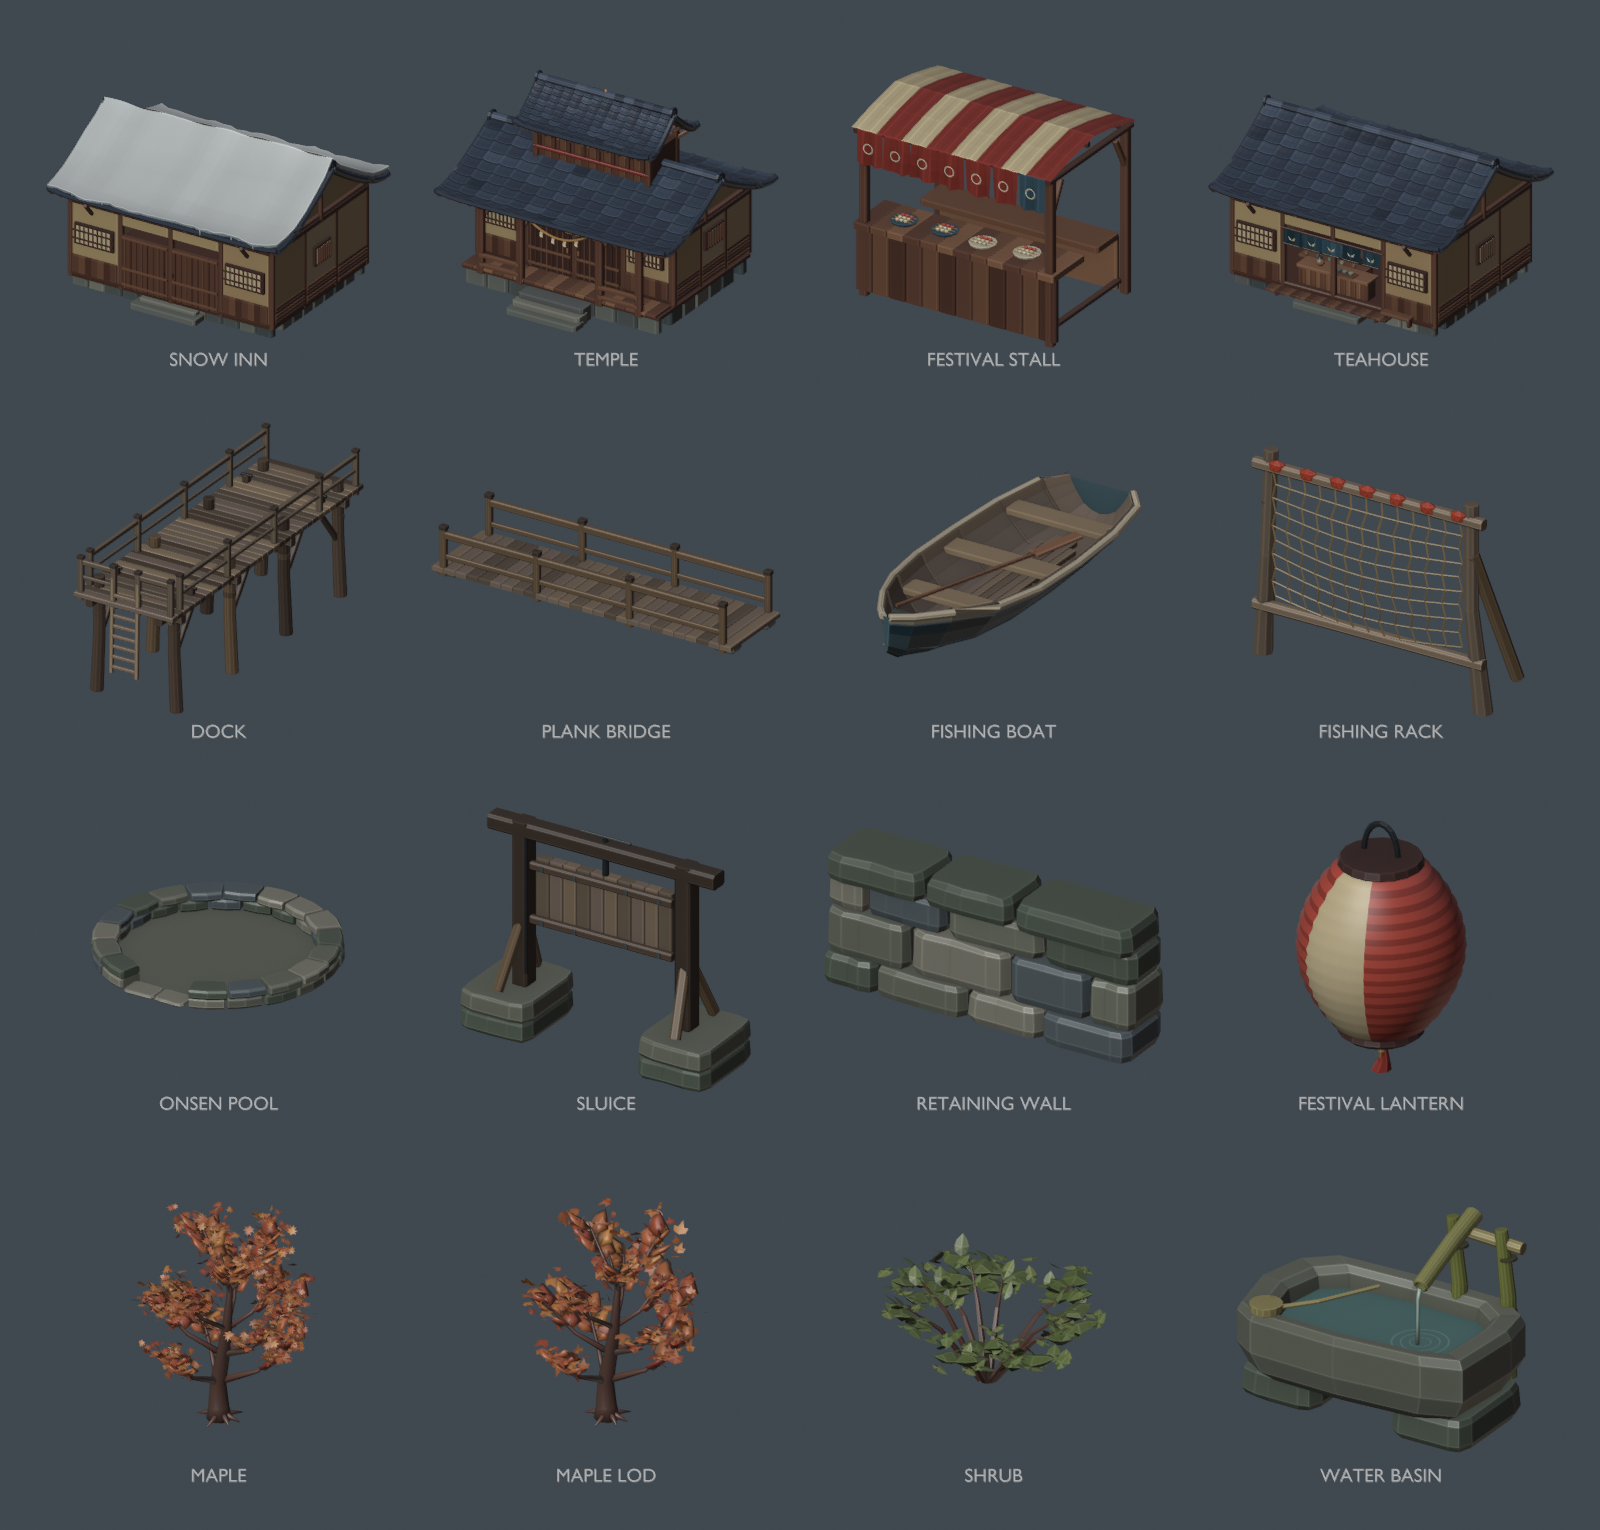 SNOW INN
TEMPLE
FESTIVAL STALL
TEAHOUSE
DOCK
PLANK BRIDGE
FISHING BOAT
FISHING RACK
ONSEN POOL
SLUICE
RETAINING WALL
FESTIVAL LANTERN
MAPLE
MAPLE LOD
SHRUB
WATER BASIN